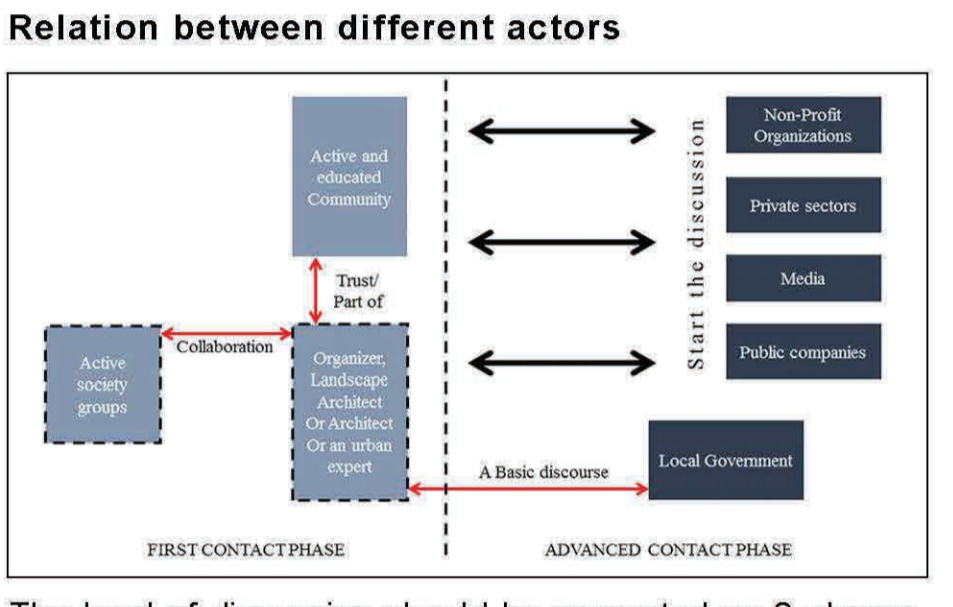 Relation between different actors
Active and
educated
Community
Trust/
Part of
Collaboration
Active
society
groups
Organizer,
Landscape
Architect
Or Architect
Or an urban
expert
FIRST CONTACT PHASE
Start the discussion
Non-Profit
Organizations
Private sectors
Media
Public companies
A Basic discourse
Local Government
ADVANCED CONTACT PHASE